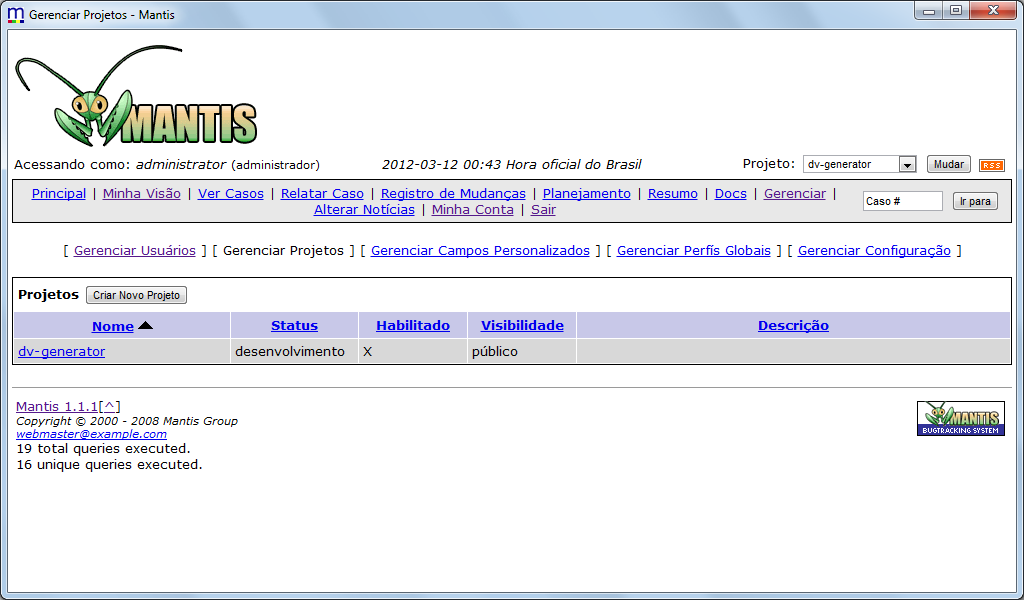 Gerenciar Projetos - Mantis
MANTIS
Acessando como: administrator (administrador) 2012-03-12 00:43 Hora oficial do Brasil Projeto: dv-generator Mudar RSS
Principal | Minha Visão | Ver Casos | Relatar Caso | Registro de Mudanças | Planejamento | Resumo | Docs | Gerenciar |
Alterar Notícias | Minha Conta | Sair
Caso # Ir para
[ Gerenciar Usuários ] [ Gerenciar Projetos ] [ Gerenciar Campos Personalizados ] [ Gerenciar Perfís Globais ] [ Gerenciar Configuração ]
Projetos Criar Novo Projeto
Nome Status Habilitado Visibilidade Descrição
dv-generator desenvolvimento X público
Mantis 1.1.1[^]
Copyright © 2000 - 2008 Mantis Group
webmaster@example.com
19 total queries executed.
16 unique queries executed.
MANTIS
BUGTRACKING SYSTEM